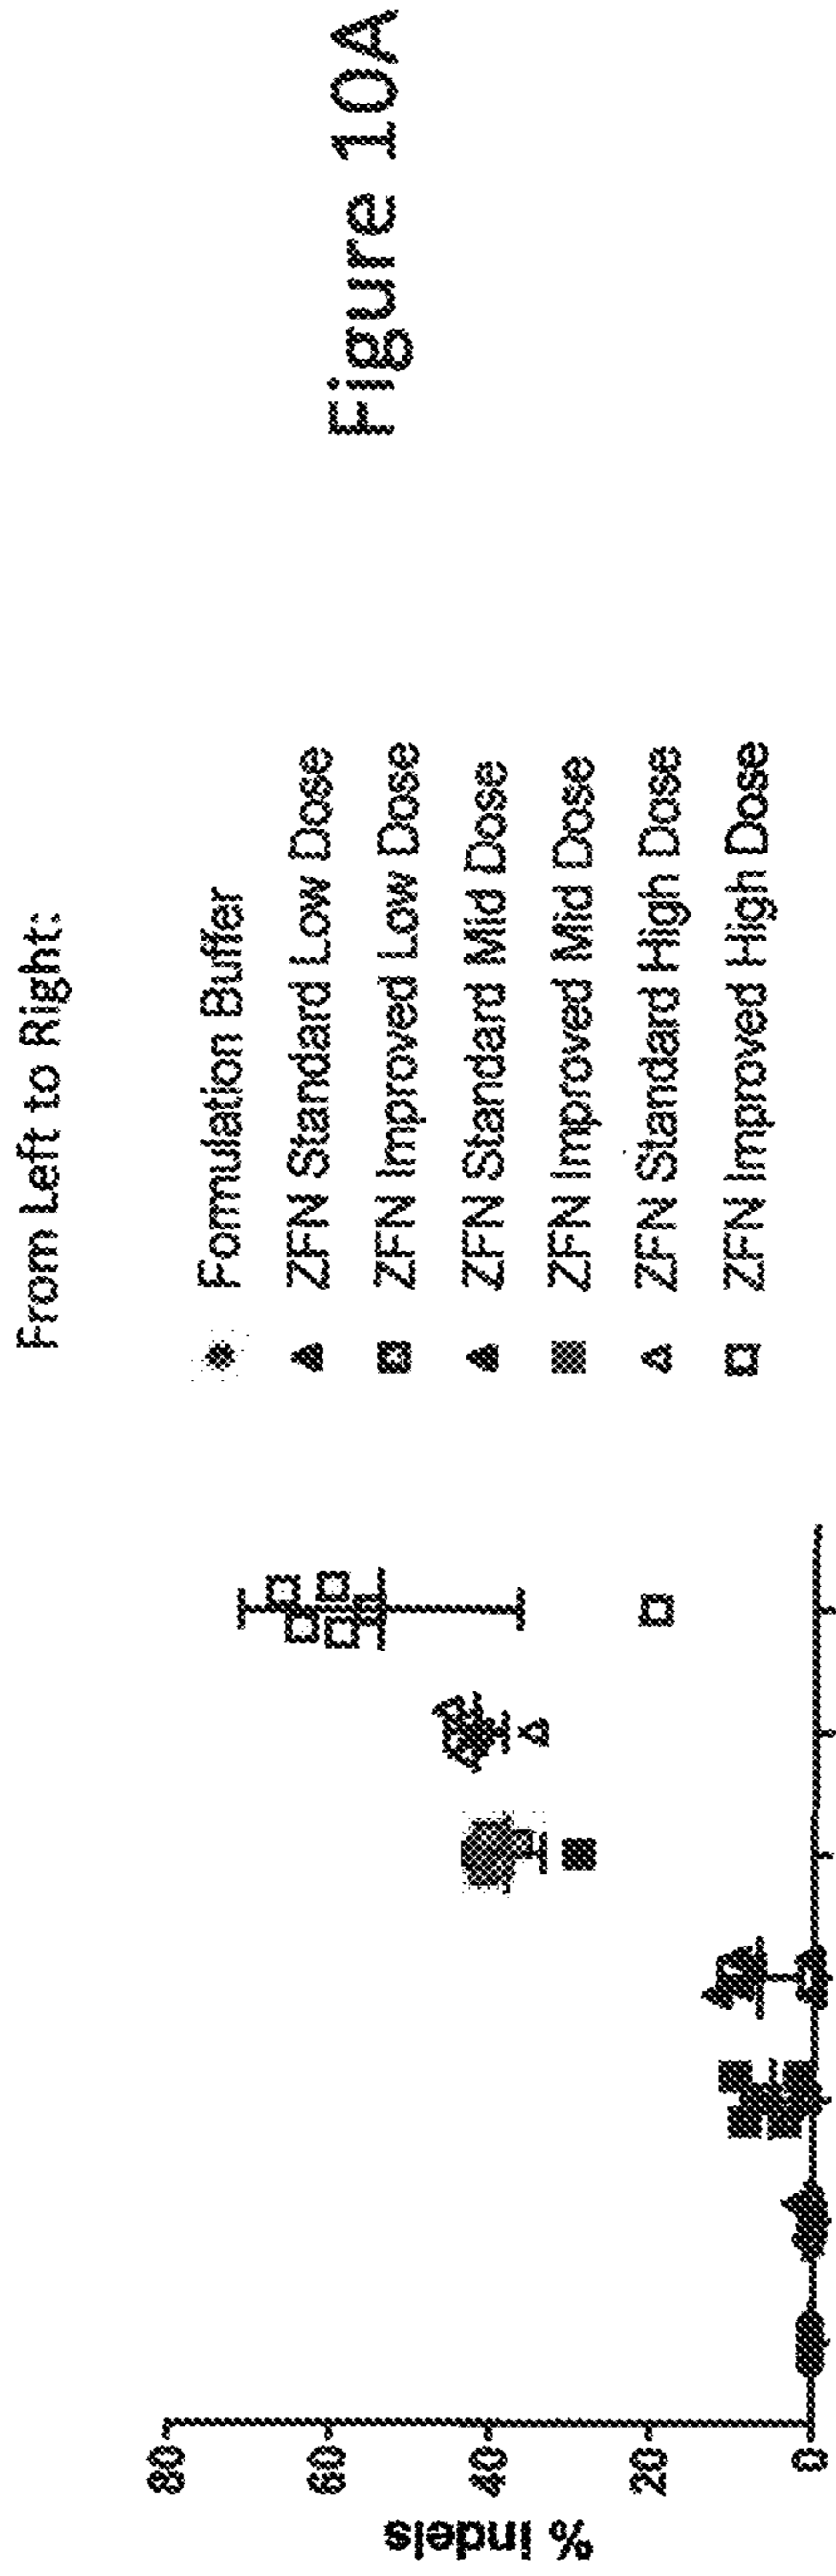 % indels
80
60
40
20
0
From Left to Right:
Formulation Buffer
ZFN Standard Low Dose
ZFN Improved Low Dose
ZFN Standard Mid Dose
ZFN Improved Mid Dose
ZFN Standard High Dose
ZFN Improved High Dose
Figure 10A